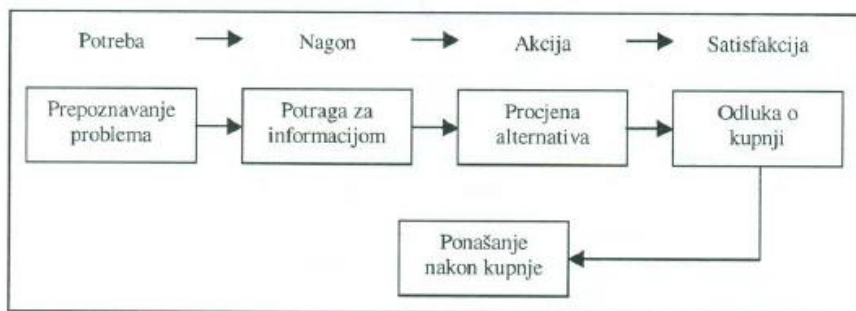 Potreba Nagon Akcija Satisfakcija
Prepoznavanje
problema
Potraga za
informacijom
Procjena
alternativa
Odluka o
kupnji
Ponašanje
nakon kupnje